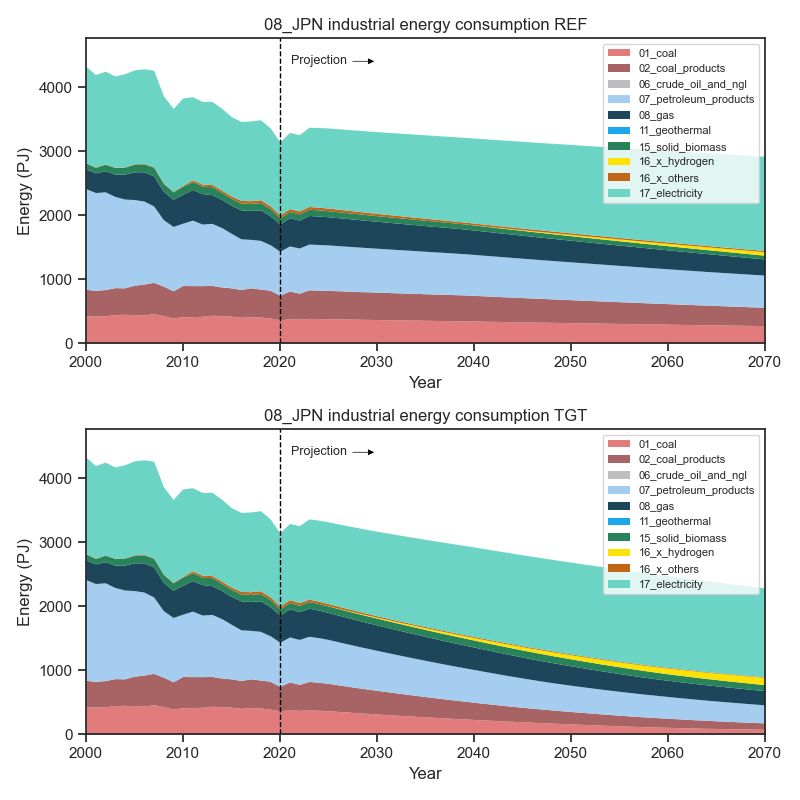 08_JPN industrial energy consumption REF
Energy (PJ)
4000
3000
2000
1000
0
Projection
01_coal
02_coal_products
06_crude_oil_and_ngl
07_petroleum_products
08_gas
11_geothermal
15_solid_biomass
16_x_hydrogen
16_x_others
17_electricity
2000 2010 2020 2030 2040 2050 2060 2070
Year
08_JPN industrial energy consumption TGT
Energy (PJ)
4000
3000
2000
1000
0
Projection
01_coal
02_coal_products
06_crude_oil_and_ngl
07_petroleum_products
08_gas
11_geothermal
15_solid_biomass
16_x_hydrogen
16_x_others
17_electricity
2000 2010 2020 2030 2040 2050 2060 2070
Year